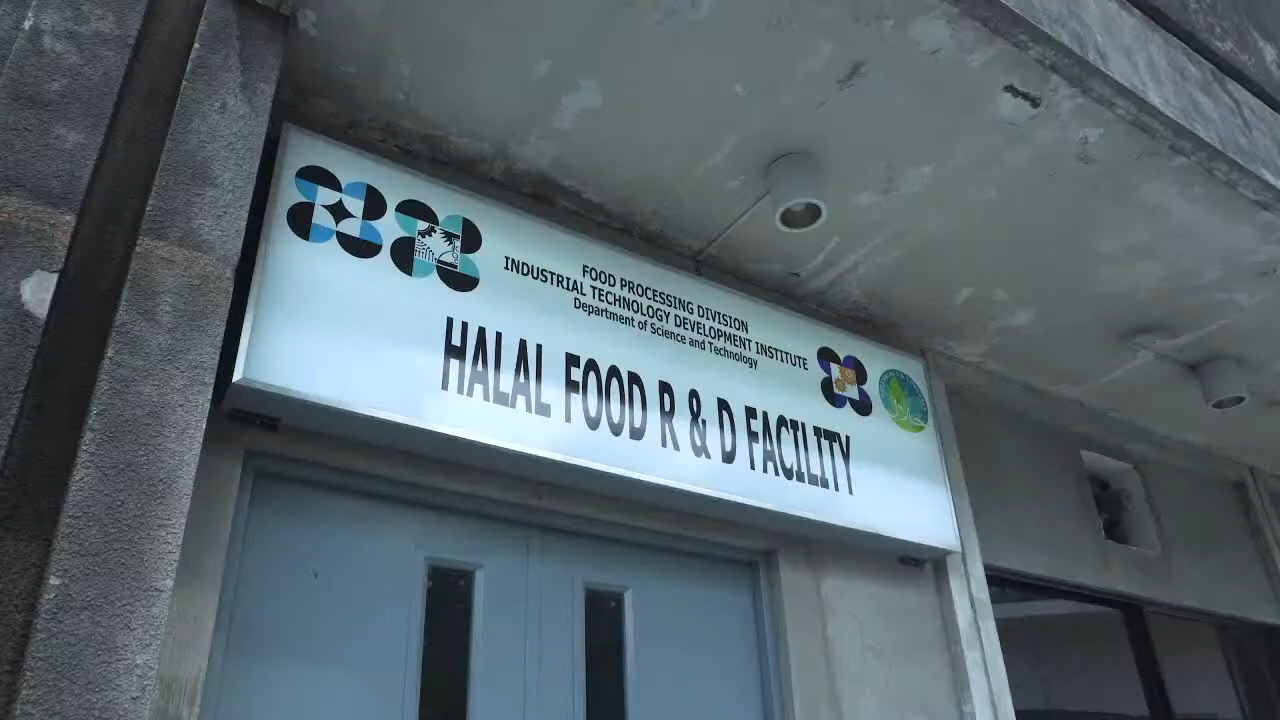 FOOD PROCESSING DIVISION
INDUSTRIAL TECHNOLOGY DEVELOPMENT INSTITUTE
Department of Science and Technology
HALAL FOOD R & D FACILITY